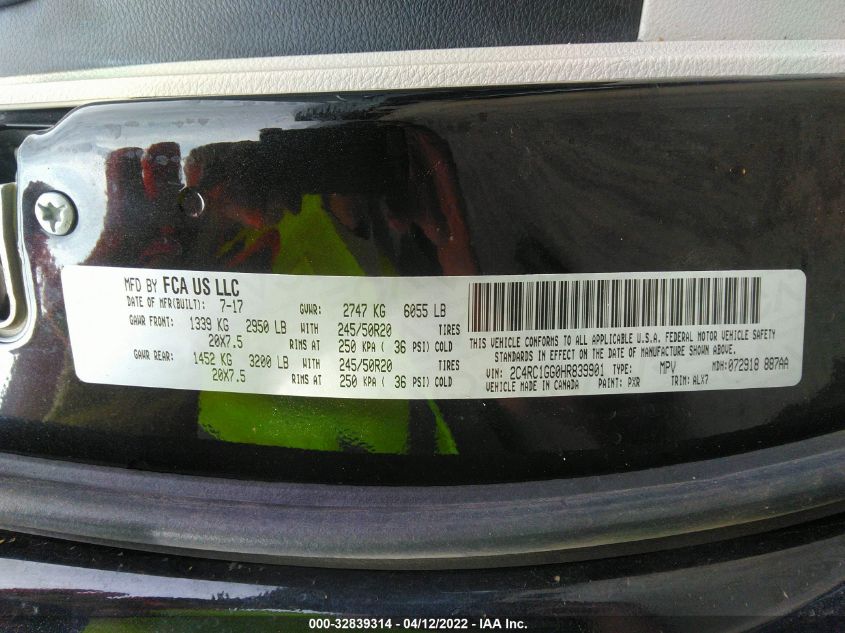 MFD BY FCA US LLC
DATE OF MFR(BUILT): 7-17 GVWR: 2747 KG 6055 LB
GAWR FRONT: 1339 KG 2950 LB WITH 245/50R20 TIRES
20X7.5 RIMS AT 250 KPA ( 36 PSI) COLD
GAWR REAR: 1452 KG 3200 LB WITH 245/50R20 TIRES
20X7.5 RIMS AT 250 KPA ( 36 PSI) COLD
THIS VEHICLE CONFORMS TO ALL APPLICABLE U.S.A. FEDERAL MOTOR VEHICLE SAFETY
STANDARDS IN EFFECT ON THE DATE OF MANUFACTURE SHOWN ABOVE.
VIN: 2C4RC1GG0HR839901 TYPE: MPV MDH:072918 887AA
VEHICLE MADE IN CANADA PAINT: PXR TRIM: ALX7
000-32839314 - 04/12/2022 - IAA Inc.